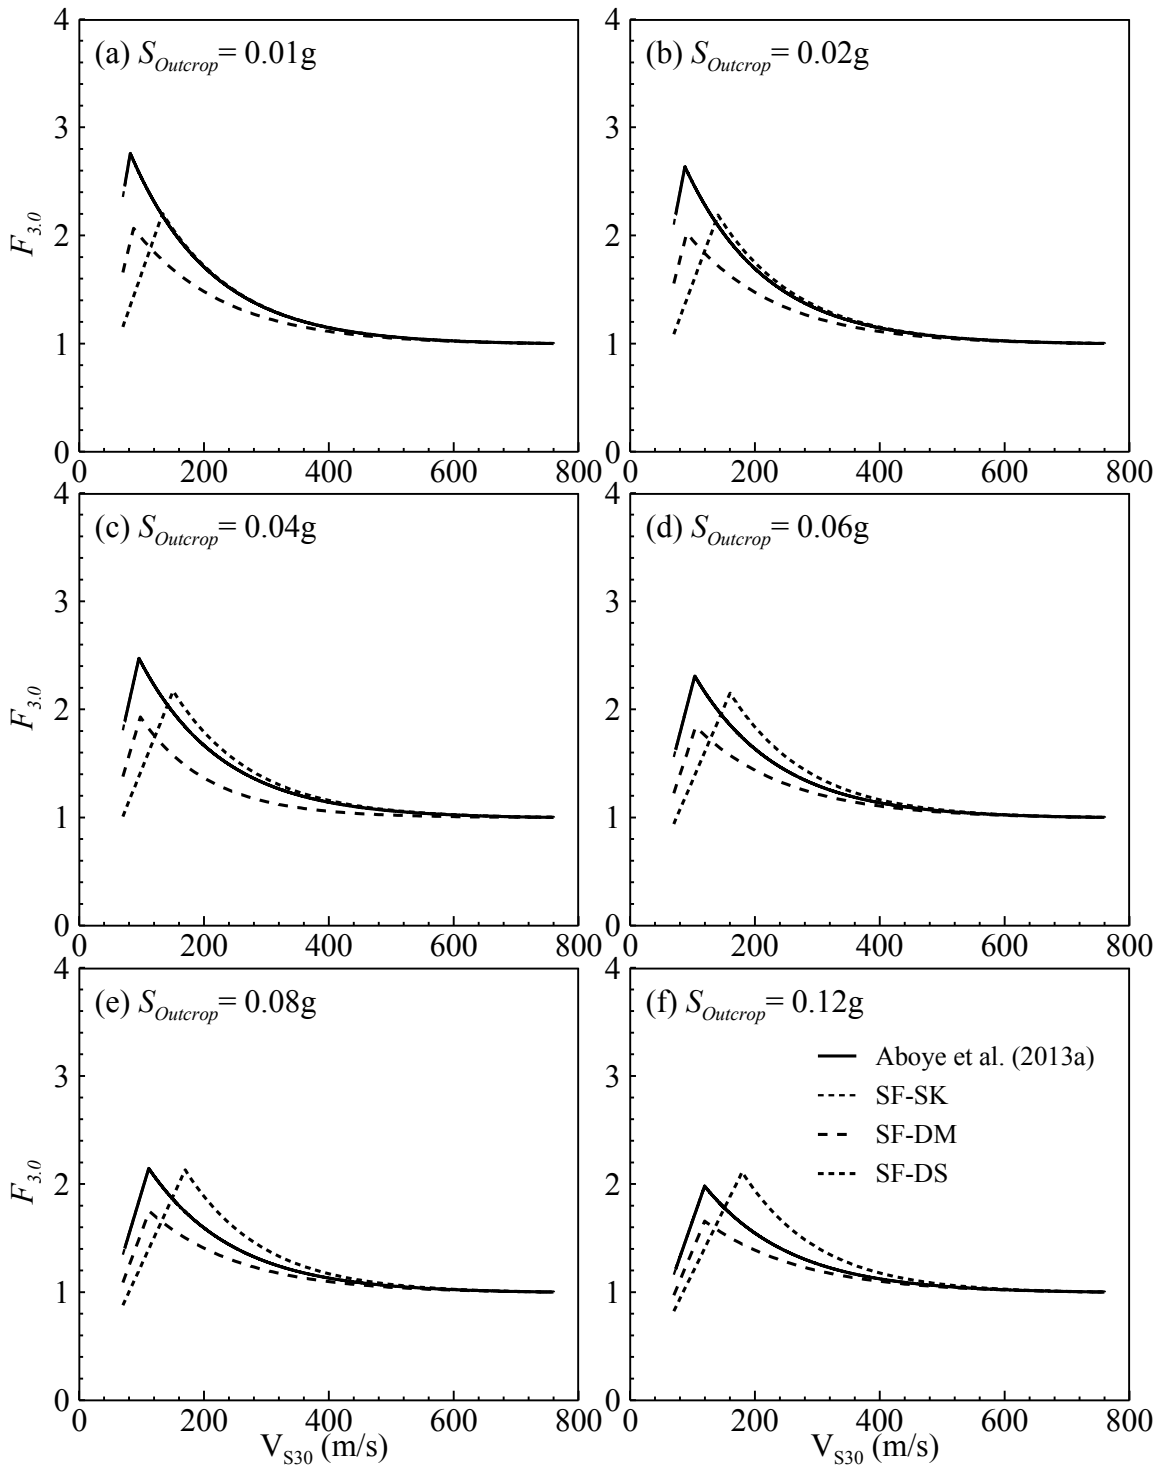 4
3
2
1
0
F3.0
(a) SOutcrop= 0.01g
0 200 400 600 800
(b) SOutcrop= 0.02g
0 200 400 600 800
4
3
2
1
0
F3.0
(c) SOutcrop= 0.04g
0 200 400 600 800
4
3
2
1
0
(d) SOutcrop= 0.06g
0 200 400 600 800
4
3
2
1
0
F3.0
(e) SOutcrop= 0.08g
0 200 400 600 800
VS30 (m/s)
4
3
2
1
0
(f) SOutcrop= 0.12g
Aboye et al. (2013a)
SF-SK
SF-DM
SF-DS
0 200 400 600 800
VS30 (m/s)
4
3
2
1
0